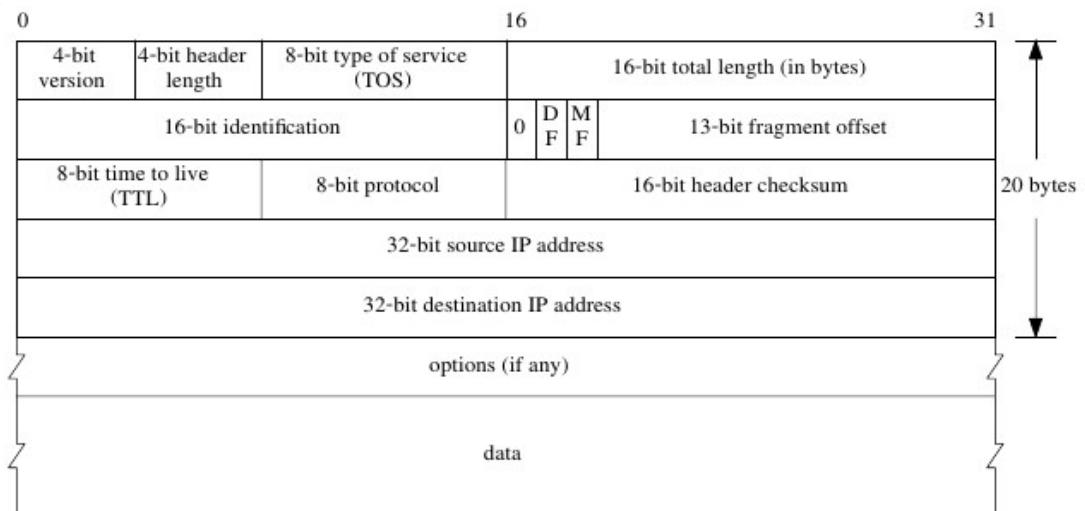 0 16 31
4-bit version 4-bit header length 8-bit type of service (TOS) 16-bit total length (in bytes)
16-bit identification 0 DF MF 13-bit fragment offset
8-bit time to live (TTL) 8-bit protocol 16-bit header checksum
20 bytes
32-bit source IP address
32-bit destination IP address
options (if any)
data